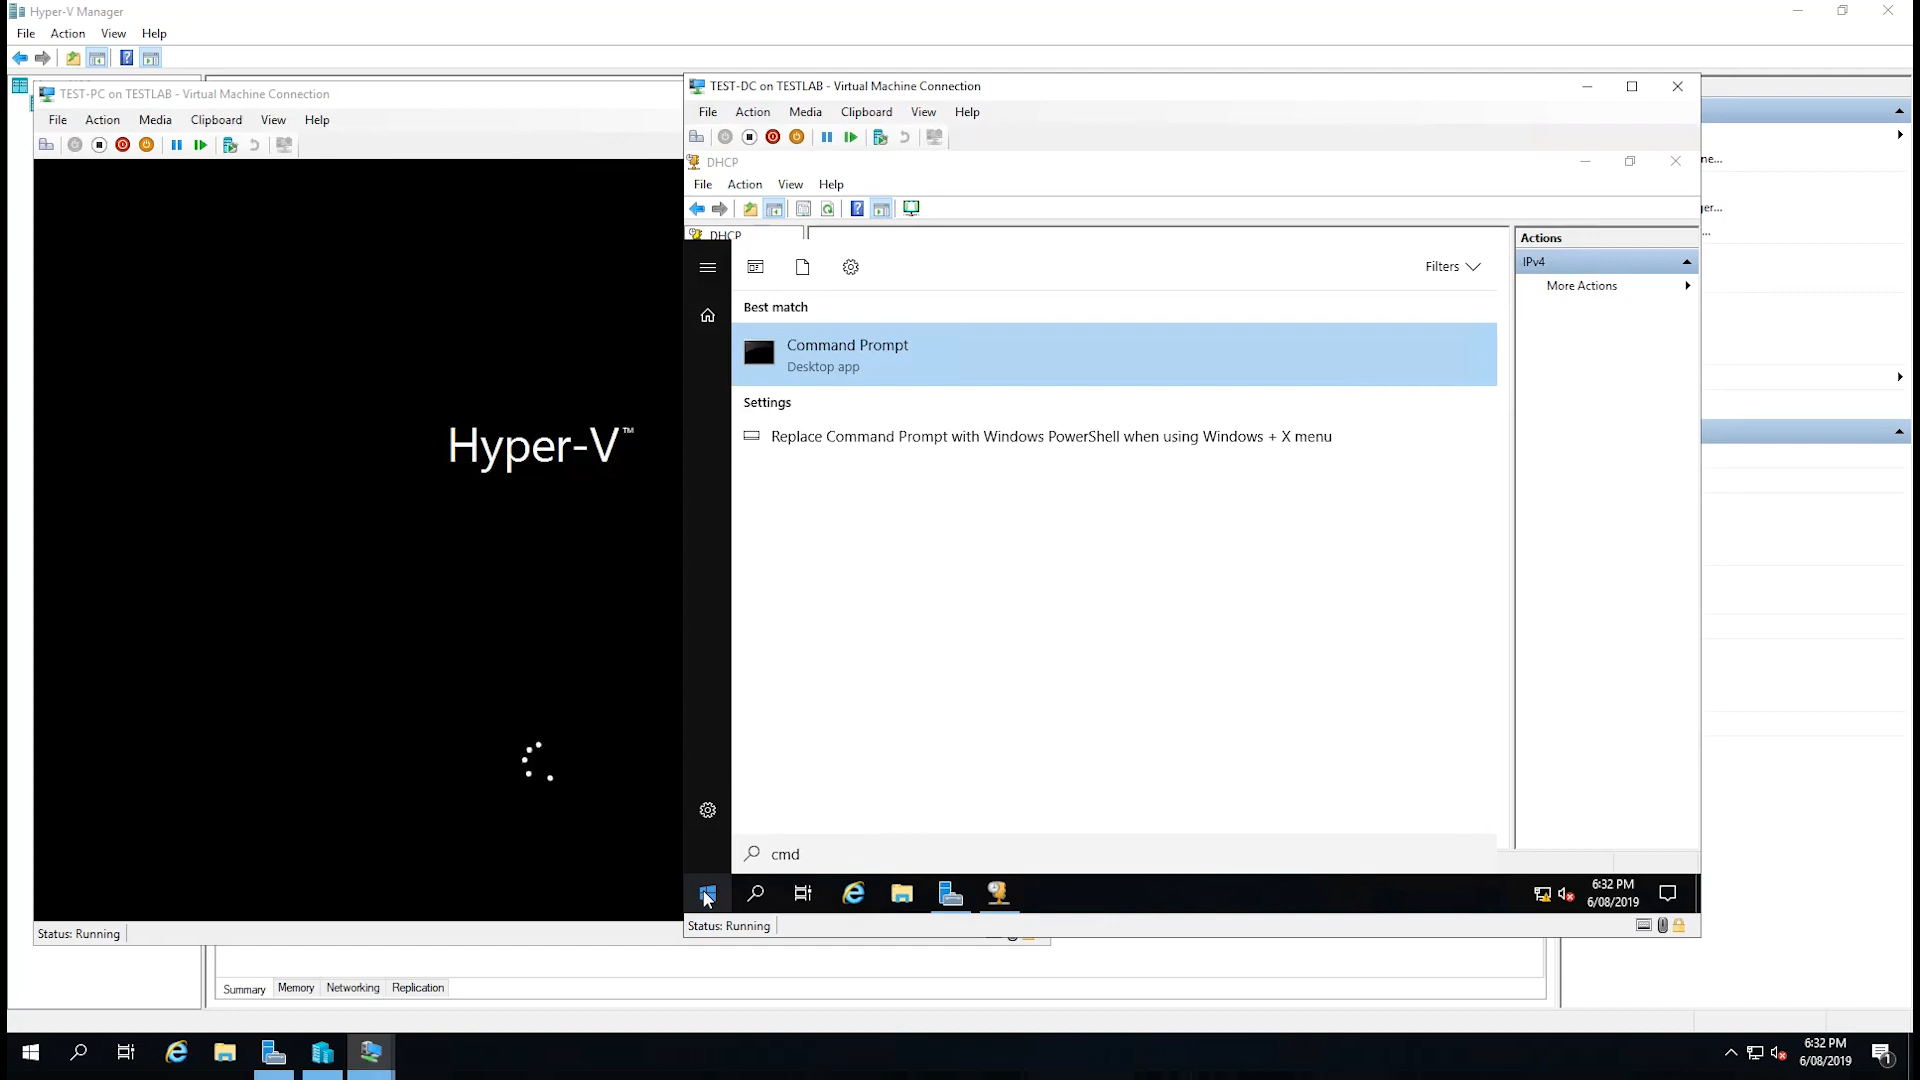 Hyper-V Manager
File Action View Help
TEST-PC on TESTLAB - Virtual Machine Connection
File Action Media Clipboard View Help
Hyper-V™
Status: Running
TEST-DC on TESTLAB - Virtual Machine Connection
File Action Media Clipboard View Help
DHCP
File Action View Help
DHCP
Filters
Best match
Command Prompt
Desktop app
Settings
Replace Command Prompt with Windows PowerShell when using Windows + X menu
cmd
Actions
IPv4
More Actions
6:32 PM
6/08/2019
Status: Running
ne...
ger...
...
Summary Memory Networking Replication
6:32 PM
6/08/2019
1